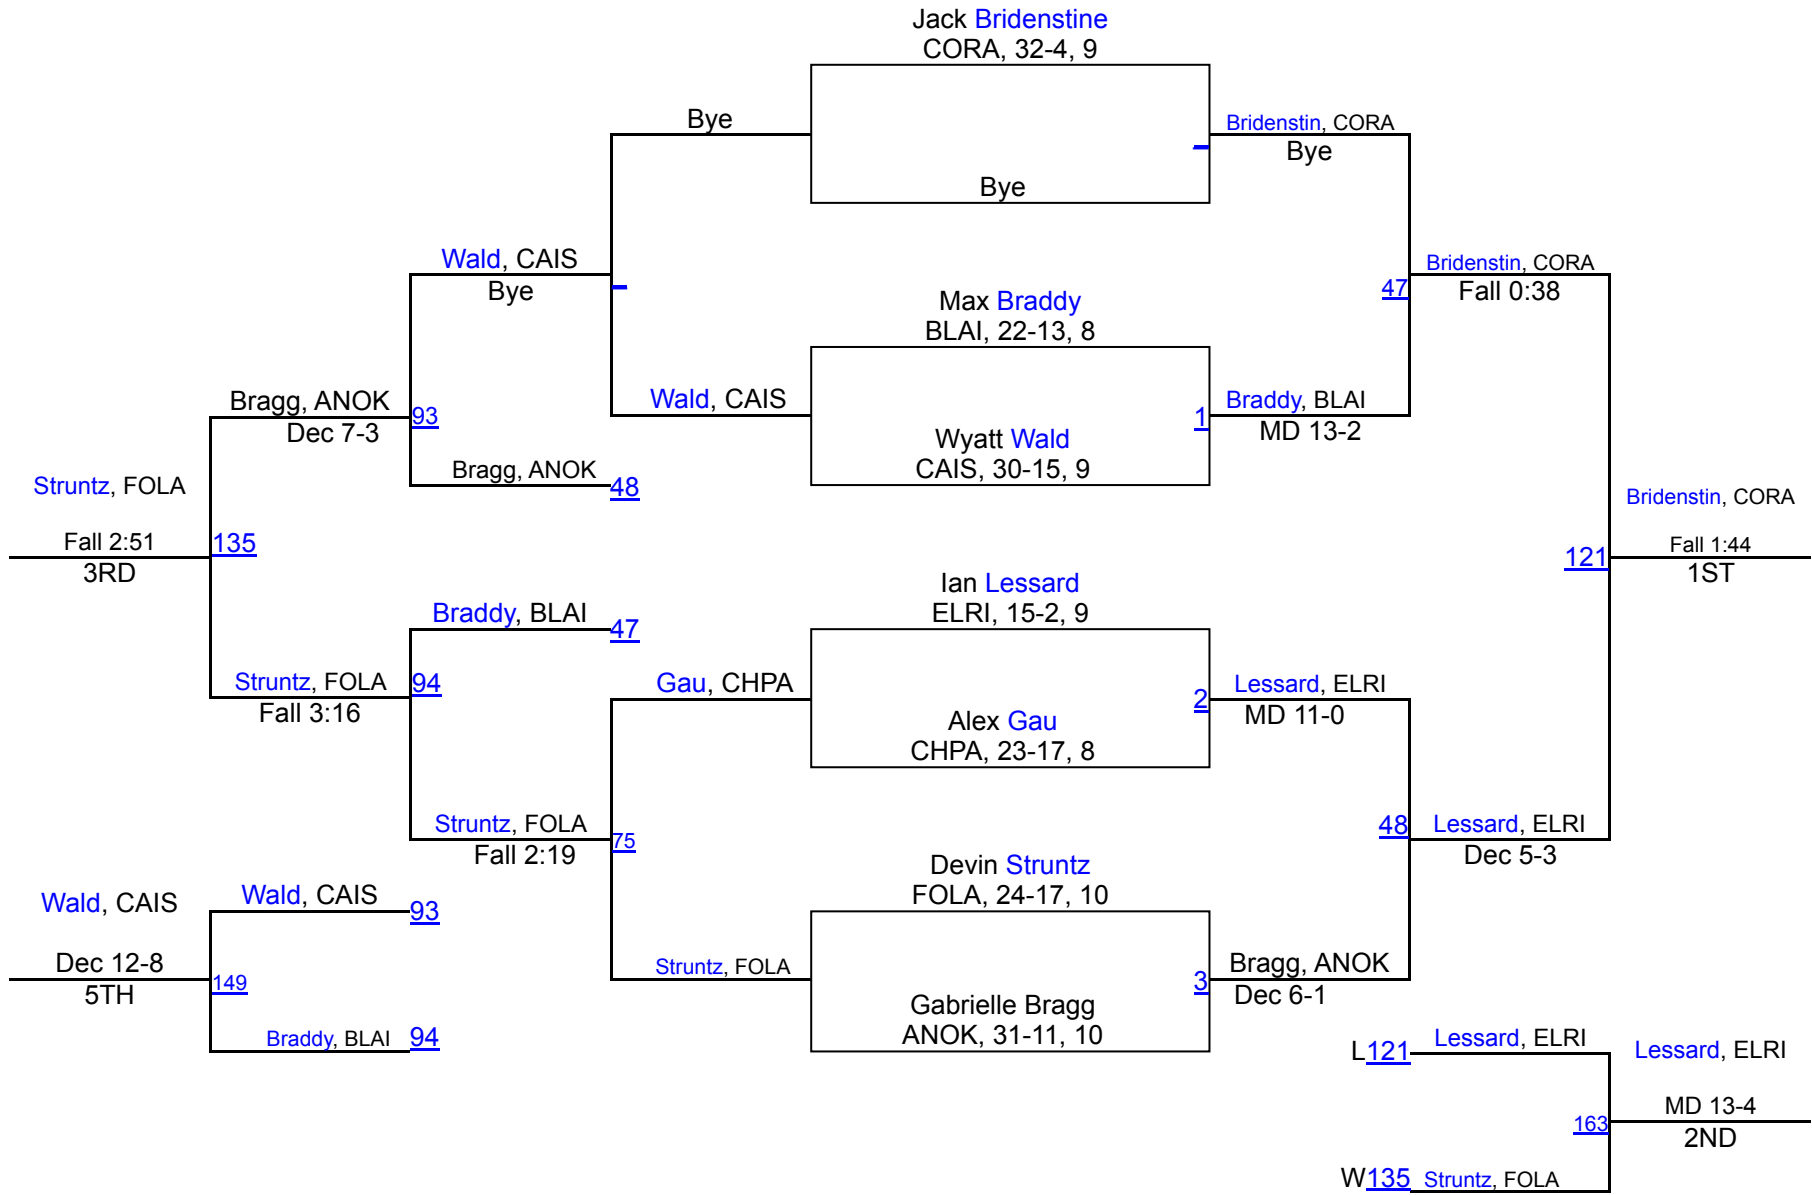 Jack Bridenstine
CORA, 32-4, 9
Bye
Bridenstin, CORA
Bye
Bye
Wald, CAIS
Bye
Bridenstin, CORA
47
Fall 0:38
Max Braddy
BLAI, 22-13, 8
Bragg, ANOK
93
Dec 7-3
Wald, CAIS
1
Braddy, BLAI
MD 13-2
Wyatt Wald
CAIS, 30-15, 9
Bragg, ANOK
48
Struntz, FOLA
Bridenstin, CORA
Fall 2:51
135
3RD
121
Fall 1:44
1ST
Ian Lessard
ELRI, 15-2, 9
Braddy, BLAI
47
Struntz, FOLA
94
Fall 3:16
Gau, CHPA
2
Lessard, ELRI
MD 11-0
Alex Gau
CHPA, 23-17, 8
Struntz, FOLA
75
Fall 2:19
48
Lessard, ELRI
Dec 5-3
Devin Struntz
FOLA, 24-17, 10
Wald, CAIS
Wald, CAIS
93
Dec 12-8
149
5TH
Struntz, FOLA
3
Bragg, ANOK
Dec 6-1
Gabrielle Bragg
ANOK, 31-11, 10
Braddy, BLAI
94
L121
Lessard, ELRI
Lessard, ELRI
163
MD 13-4
2ND
W135
Struntz, FOLA